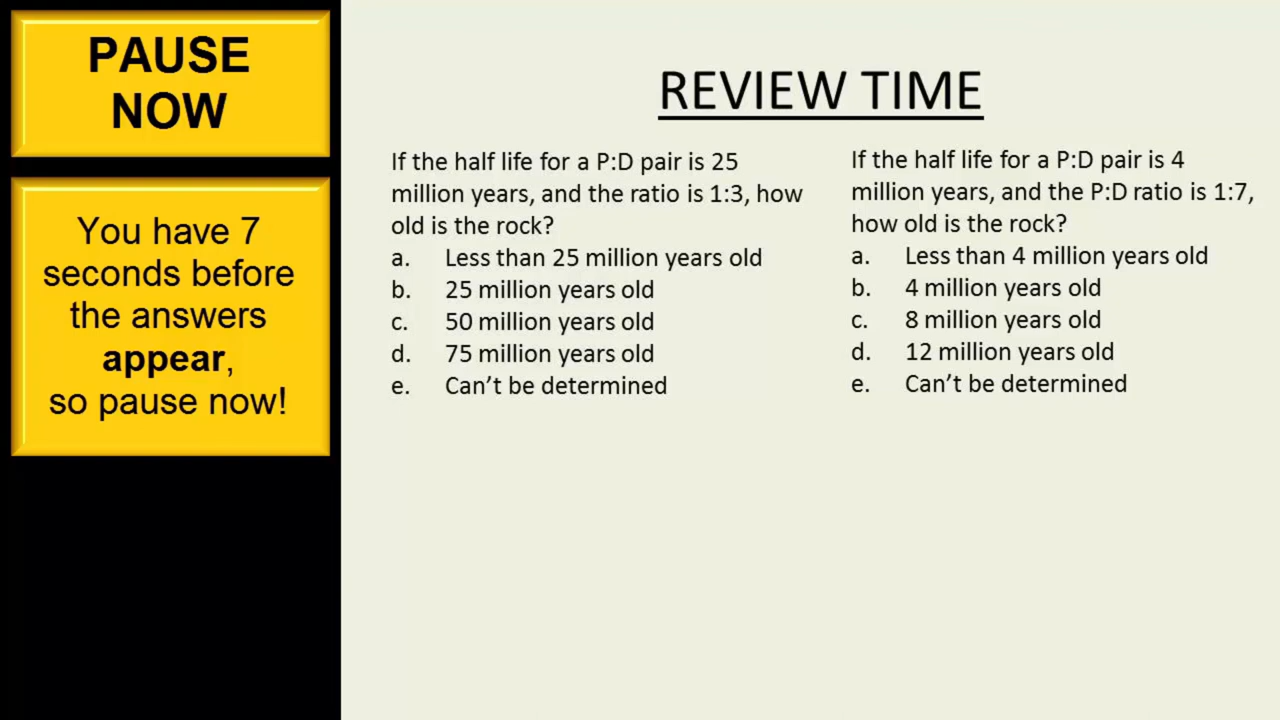 PAUSE
NOW
You have 7
seconds before
the answers
appear,
so pause now!
REVIEW TIME
If the half life for a P:D pair is 25
million years, and the ratio is 1:3, how
old is the rock?
a. Less than 25 million years old
b. 25 million years old
c. 50 million years old
d. 75 million years old
e. Can’t be determined
If the half life for a P:D pair is 4
million years, and the P:D ratio is 1:7,
how old is the rock?
a. Less than 4 million years old
b. 4 million years old
c. 8 million years old
d. 12 million years old
e. Can’t be determined